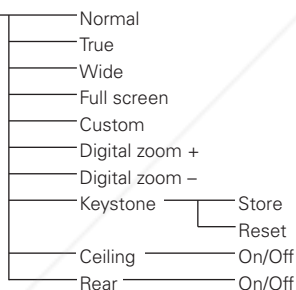 Normal
True
Wide
Full screen
Custom
Digital zoom +
Digital zoom –
Keystone Store
Reset
Ceiling On/Off
Rear On/Off